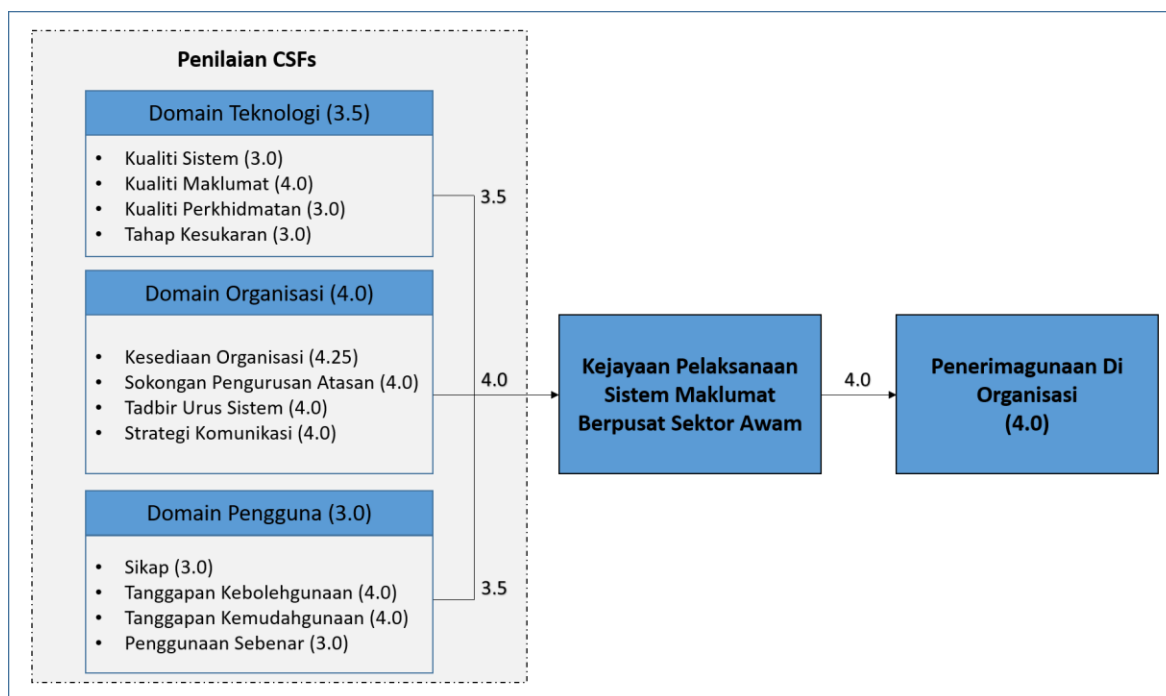 Penilaian CSFs
Domain Teknologi (3.5)
• Kualiti Sistem (3.0)
• Kualiti Maklumat (4.0)
• Kualiti Perkhidmatan (3.0)
• Tahap Kesukaran (3.0)
3.5
Domain Organisasi (4.0)
• Kesediaan Organisasi (4.25)
• Sokongan Pengurusan Atasan (4.0)
• Tadbir Urus Sistem (4.0)
• Strategi Komunikasi (4.0)
4.0
Domain Pengguna (3.0)
• Sikap (3.0)
• Tanggapan Kebolehgunaan (4.0)
• Tanggapan Kemudahgunaan (4.0)
• Penggunaan Sebenar (3.0)
3.5
Kejayaan Pelaksanaan
Sistem Maklumat
Berpusat Sektor Awam
4.0
Penerimagunaan Di
Organisasi
(4.0)